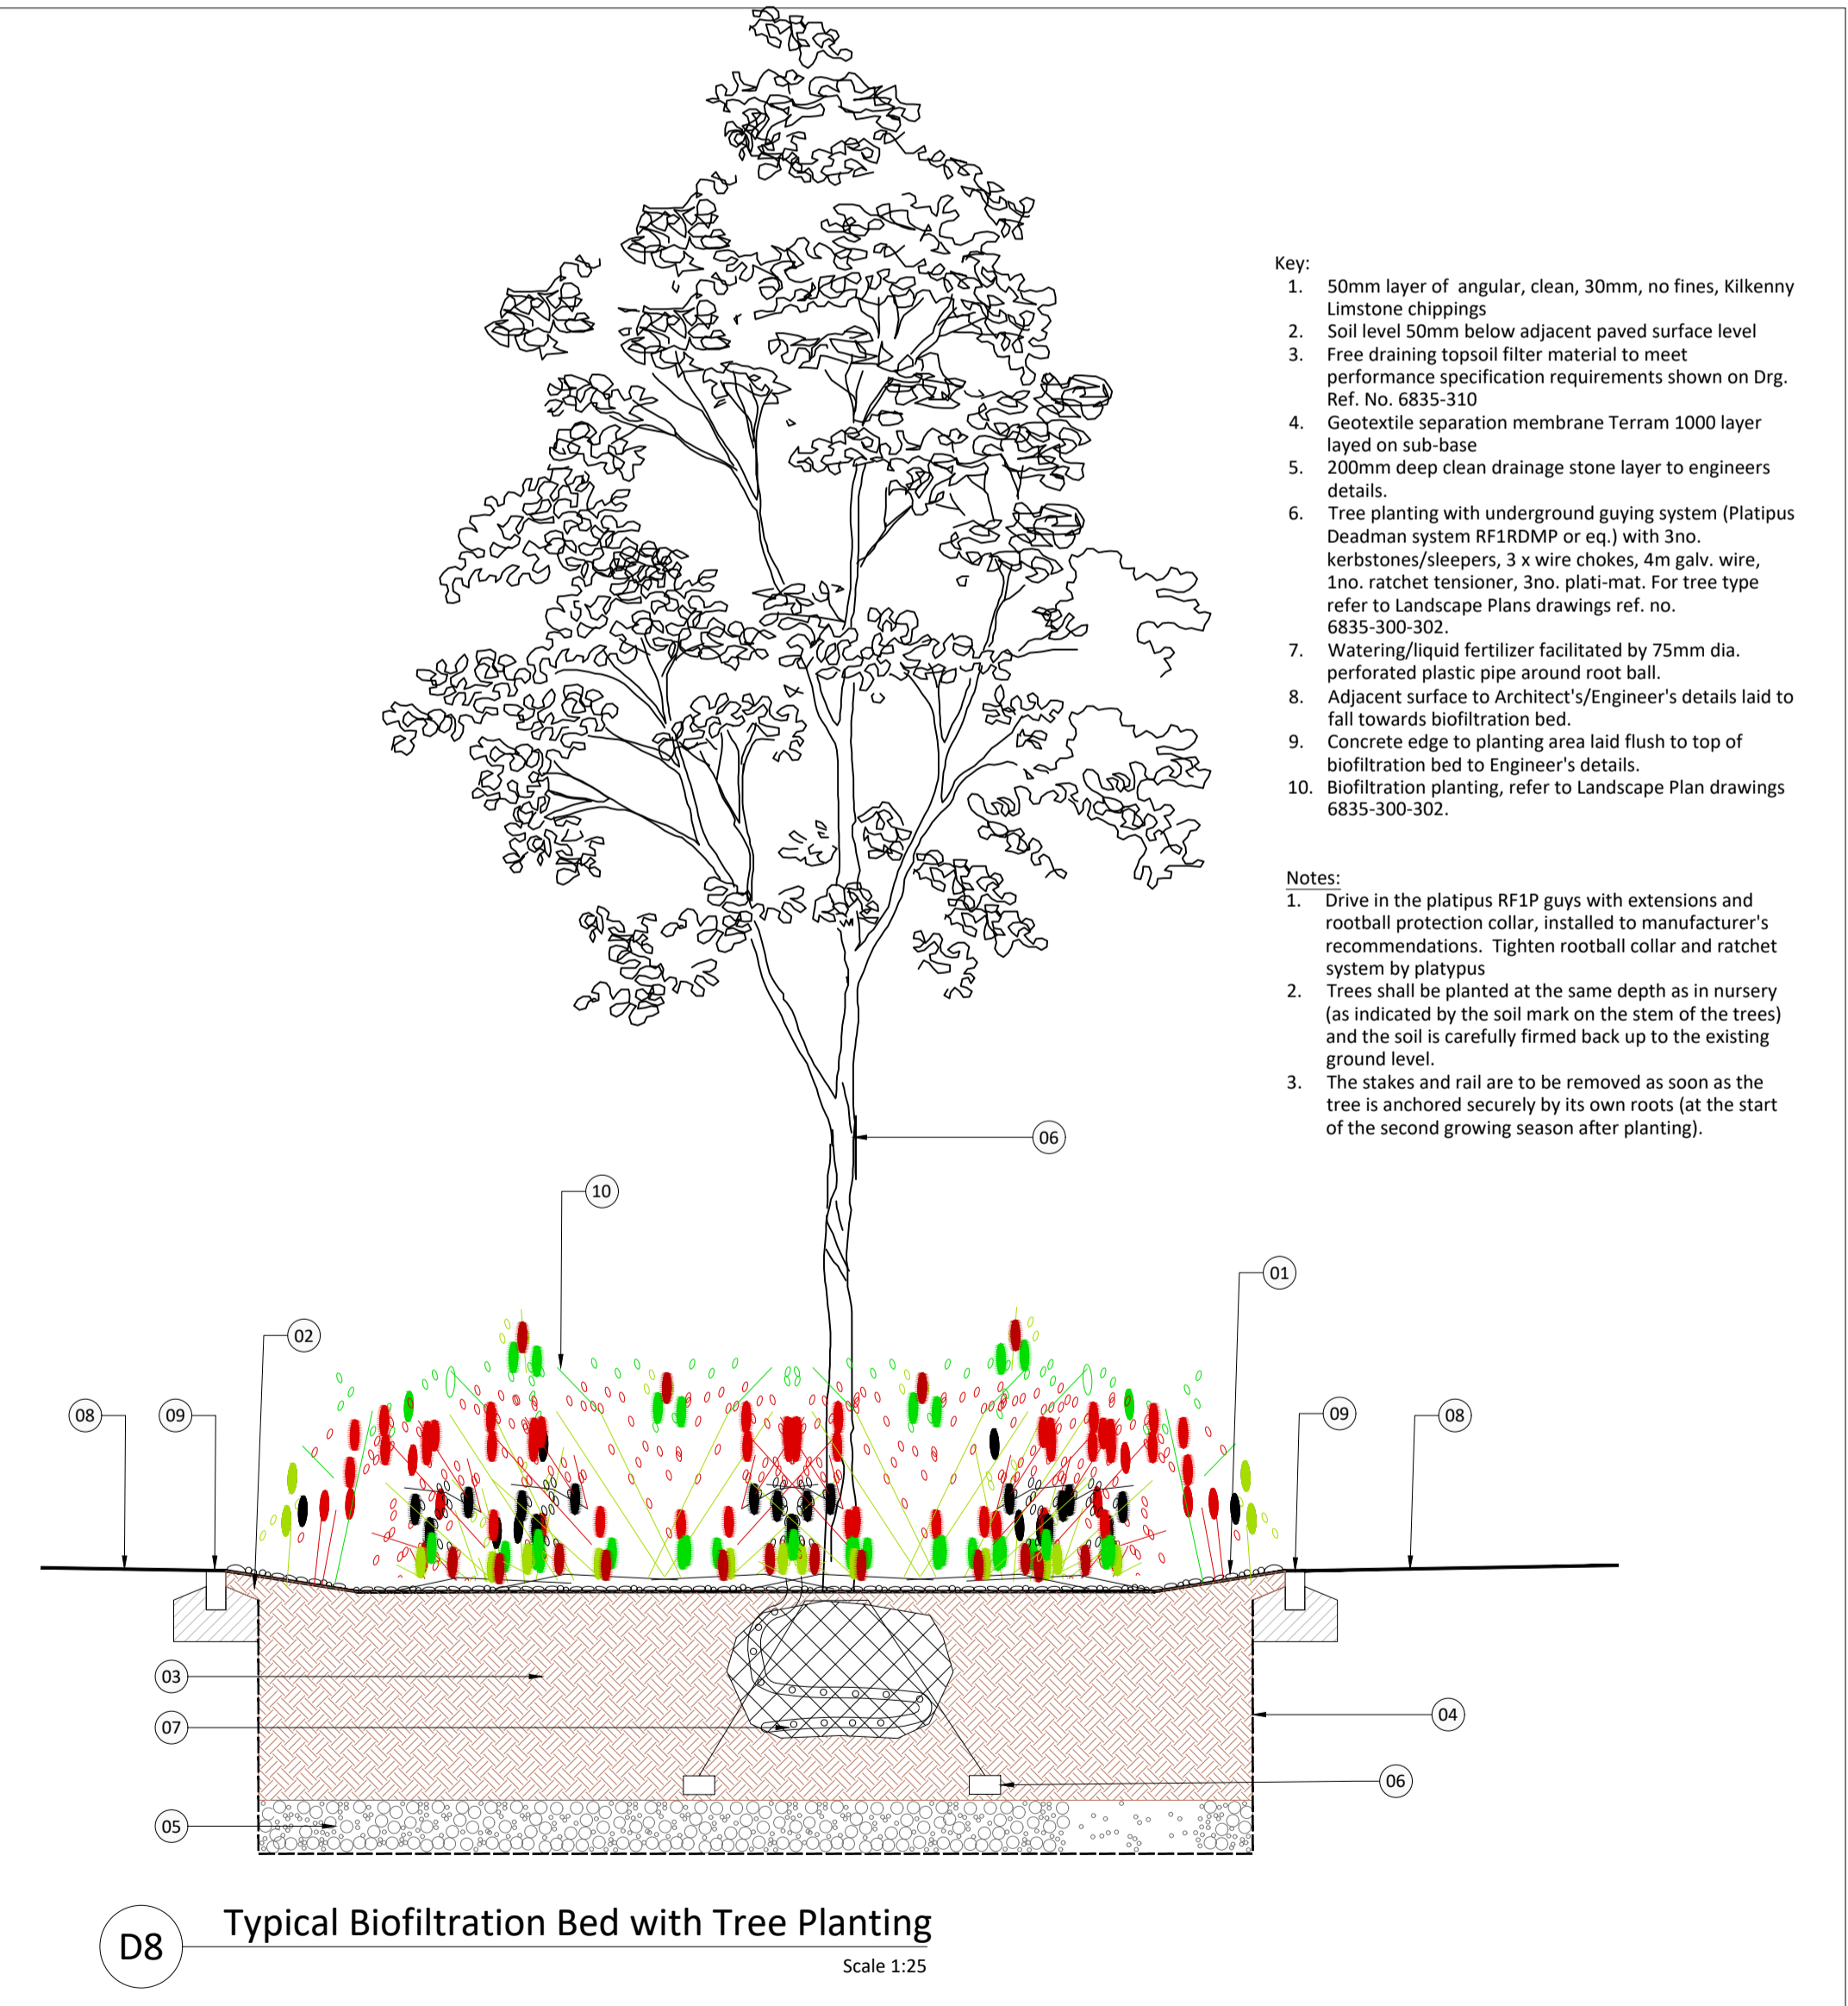 Key:
1. 50mm layer of angular, clean, 30mm, no fines, Kilkenny
Limstone chippings
2. Soil level 50mm below adjacent paved surface level
3. Free draining topsoil filter material to meet
performance specification requirements shown on Drg.
Ref. No. 6835-310
4. Geotextile separation membrane Terram 1000 layer
layed on sub-base
5. 200mm deep clean drainage stone layer to engineers
details.
6. Tree planting with underground guying system (Platipus
Deadman system RF1RDMP or eq.) with 3no.
kerbstones/sleepers, 3 x wire chokes, 4m galv. wire,
1no. ratchet tensioner, 3no. plati-mat. For tree type
refer to Landscape Plans drawings ref. no.
6835-300-302.
7. Watering/liquid fertilizer facilitated by 75mm dia.
perforated plastic pipe around root ball.
8. Adjacent surface to Architect's/Engineer's details laid to
fall towards biofiltration bed.
9. Concrete edge to planting area laid flush to top of
biofiltration bed to Engineer's details.
10. Biofiltration planting, refer to Landscape Plan drawings
6835-300-302.
Notes:
1. Drive in the platipus RF1P guys with extensions and
rootball protection collar, installed to manufacturer's
recommendations. Tighten rootball collar and ratchet
system by platypus
2. Trees shall be planted at the same depth as in nursery
(as indicated by the soil mark on the stem of the trees)
and the soil is carefully firmed back up to the existing
ground level.
3. The stakes and rail are to be removed as soon as the
tree is anchored securely by its own roots (at the start
of the second growing season after planting).
06
10
01
02
08
09
09
08
03
04
07
06
05
D8
Typical Biofiltration Bed with Tree Planting
Scale 1:25